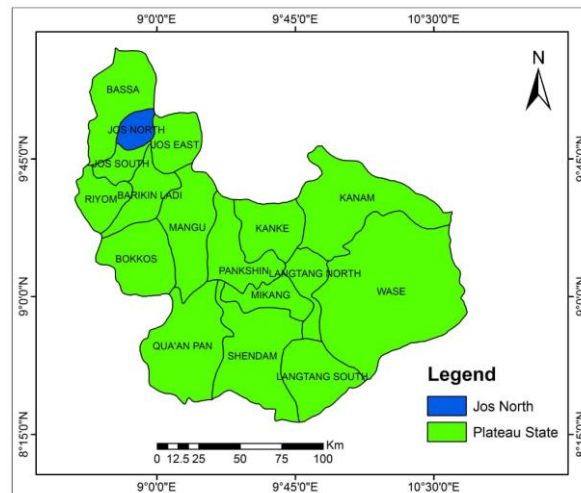 9°0'0"E 9°45'0"E 10°30'0"E
N
BASSA
JOS NORTH
JOS EAST
9°45'0"N 9°45'0"N
JOS SOUTH
RIYOM BARIKIN LADI KANAM
MANGU KANKE
BOKKOS
PANKSHIN LANGTANG NORTH
WASE
9°0'0"N MIKANG 9°0'0"N
QUA'AN PAN
SHENDAM
LANGTANG SOUTH
Legend
Jos North
Plateau State
Km
0 12.5 25 50 75 100
8°15'0"N 8°15'0"N
9°0'0"E 9°45'0"E 10°30'0"E